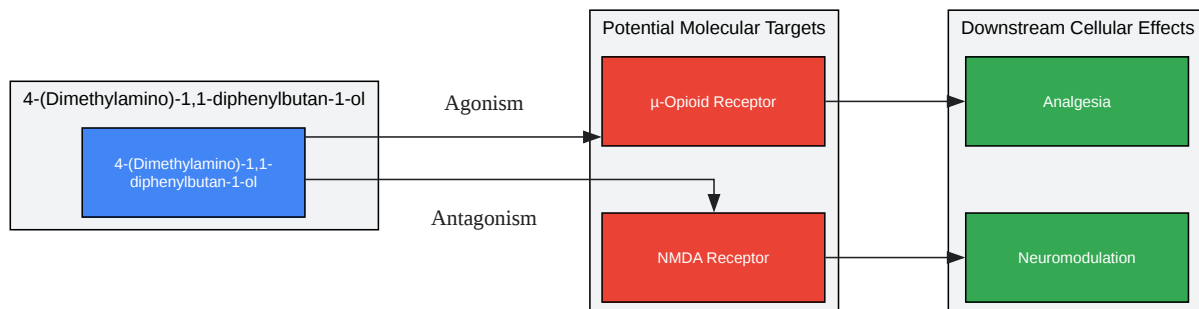 4-(Dimethylamino)-1,1-diphenylbutan-1-ol
4-(Dimethylamino)-1,1-
diphenylbutan-1-ol
Agonism
Antagonism
Potential Molecular Targets
µ-Opioid Receptor
NMDA Receptor
Downstream Cellular Effects
Analgesia
Neuromodulation